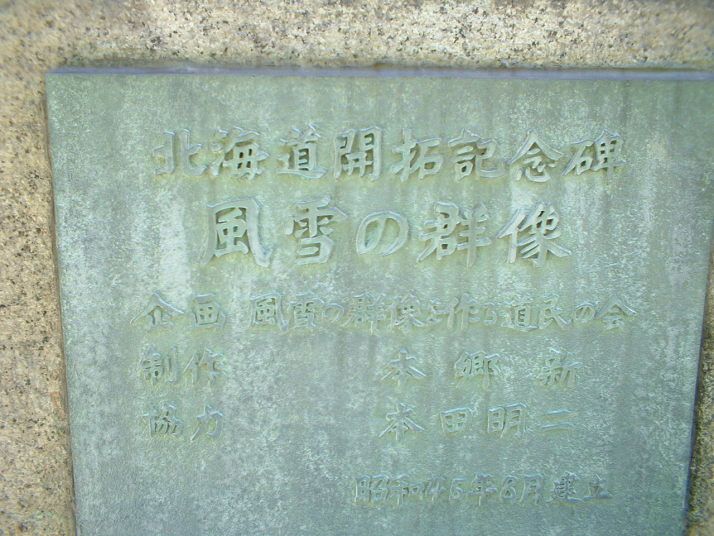 北海道開拓記念碑
風雪の群像
企画 風雪の群像を作る道民の会
制作 本郷新
協力 本田明二
昭和45年8月建立